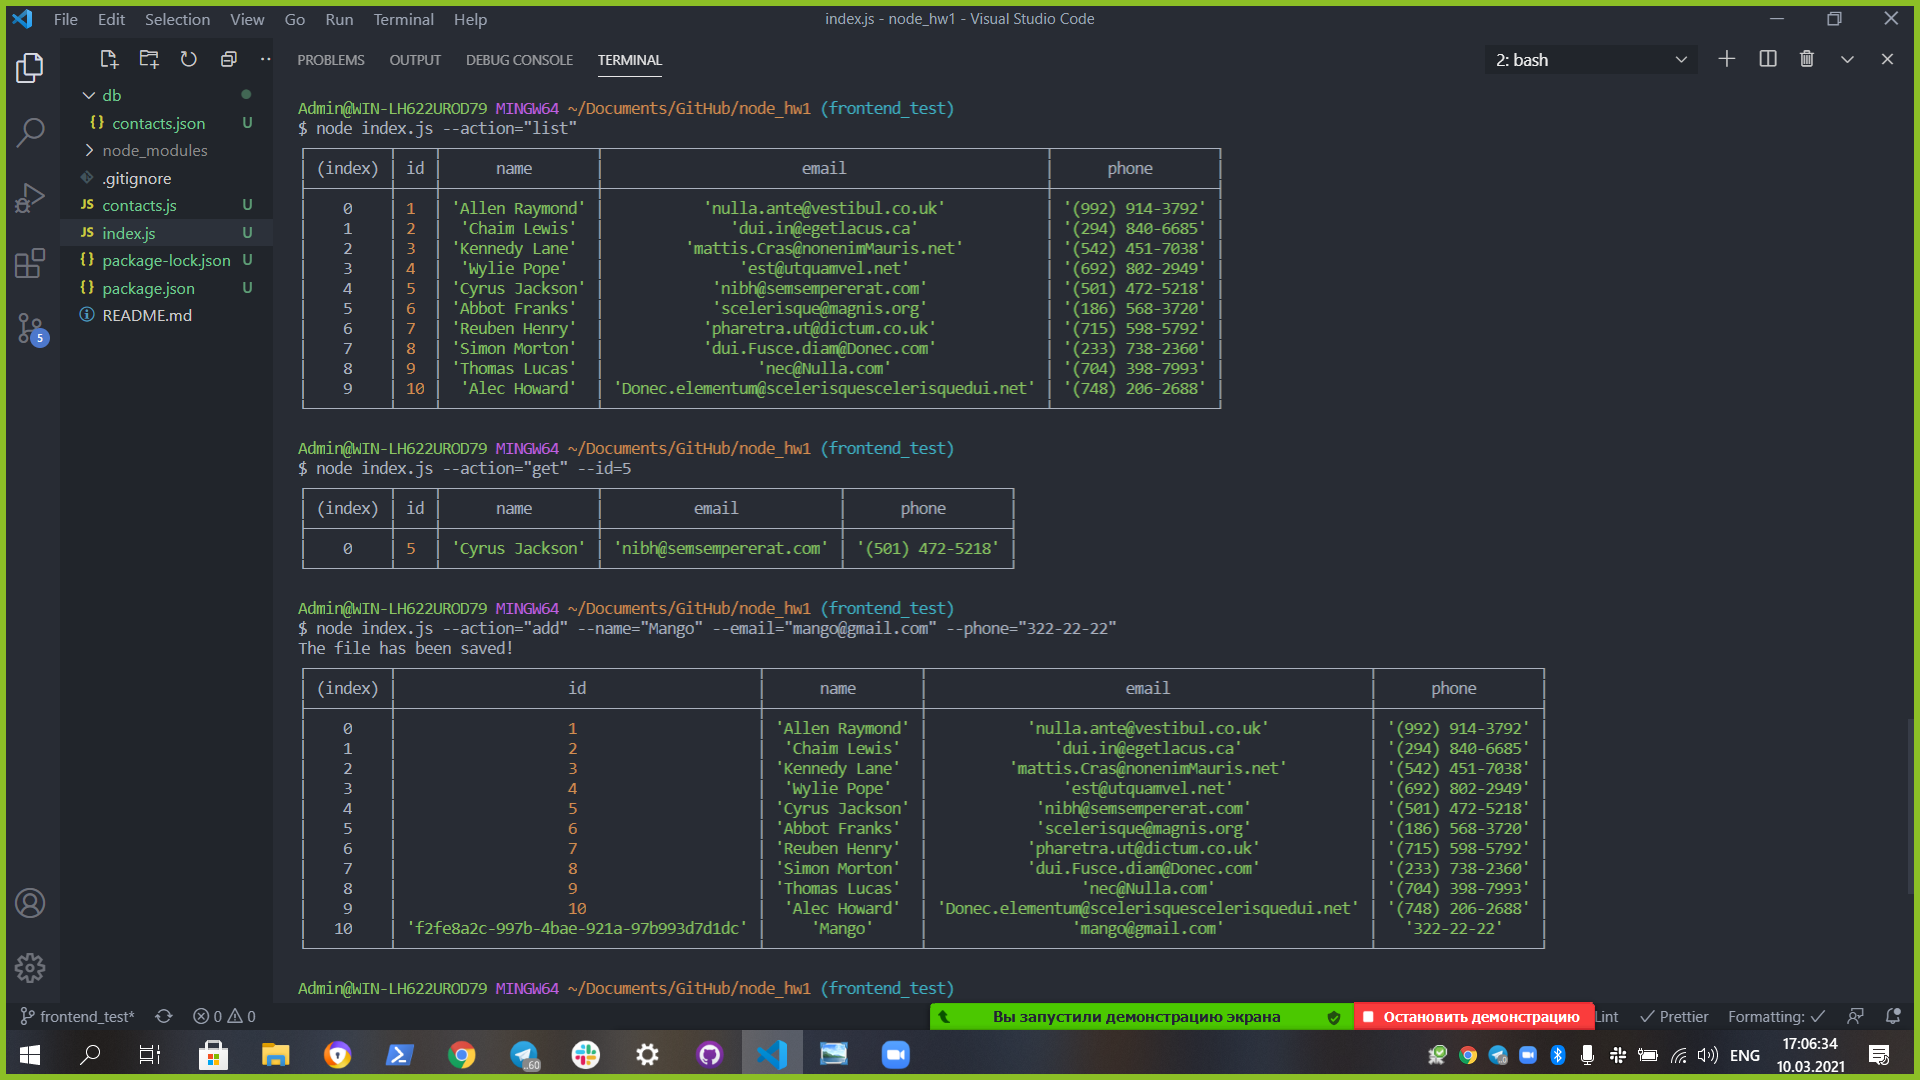 File Edit Selection View Go Run Terminal Help
index.js - node_hw1 - Visual Studio Code
PROBLEMS OUTPUT DEBUG CONSOLE TERMINAL
2: bash
db
contacts.json U
node_modules
.gitignore
JS contacts.js U
JS index.js U
{} package-lock.json U
{} package.json U
README.md
5
Admin@WIN-LH622UROD79 MINGW64 ~/Documents/GitHub/node_hw1 (frontend_test)
$ node index.js --action="list"
(index) id name email phone
0 1 'Allen Raymond' 'nulla.ante@vestibul.co.uk' '(992) 914-3792'
1 2 'Chaim Lewis' 'dui.in@egetlacus.ca' '(294) 840-6685'
2 3 'Kennedy Lane' 'mattis.Cras@nonenimMauris.net' '(542) 451-7038'
3 4 'Wylie Pope' 'est@utquamvel.net' '(692) 802-2949'
4 5 'Cyrus Jackson' 'nibh@semsempererat.com' '(501) 472-5218'
5 6 'Abbot Franks' 'scelerisque@magnis.org' '(186) 568-3720'
6 7 'Reuben Henry' 'pharetra.ut@dictum.co.uk' '(715) 598-5792'
7 8 'Simon Morton' 'dui.Fusce.diam@Donec.com' '(233) 738-2360'
8 9 'Thomas Lucas' 'nec@Nulla.com' '(704) 398-7993'
9 10 'Alec Howard' 'Donec.elementum@scelerisquescelerisquedui.net' '(748) 206-2688'
Admin@WIN-LH622UROD79 MINGW64 ~/Documents/GitHub/node_hw1 (frontend_test)
$ node index.js --action="get" --id=5
(index) id name email phone
0 5 'Cyrus Jackson' 'nibh@semsempererat.com' '(501) 472-5218'
Admin@WIN-LH622UROD79 MINGW64 ~/Documents/GitHub/node_hw1 (frontend_test)
$ node index.js --action="add" --name="Mango" --email="mango@gmail.com" --phone="322-22-22"
The file has been saved!
(index) id name email phone
0 1 'Allen Raymond' 'nulla.ante@vestibul.co.uk' '(992) 914-3792'
1 2 'Chaim Lewis' 'dui.in@egetlacus.ca' '(294) 840-6685'
2 3 'Kennedy Lane' 'mattis.Cras@nonenimMauris.net' '(542) 451-7038'
3 4 'Wylie Pope' 'est@utquamvel.net' '(692) 802-2949'
4 5 'Cyrus Jackson' 'nibh@semsempererat.com' '(501) 472-5218'
5 6 'Abbot Franks' 'scelerisque@magnis.org' '(186) 568-3720'
6 7 'Reuben Henry' 'pharetra.ut@dictum.co.uk' '(715) 598-5792'
7 8 'Simon Morton' 'dui.Fusce.diam@Donec.com' '(233) 738-2360'
8 9 'Thomas Lucas' 'nec@Nulla.com' '(704) 398-7993'
9 10 'Alec Howard' 'Donec.elementum@scelerisquescelerisquedui.net' '(748) 206-2688'
10 'f2fe8a2c-997b-4bae-921a-97b993d7d1dc' 'Mango' 'mango@gmail.com' '322-22-22'
Admin@WIN-LH622UROD79 MINGW64 ~/Documents/GitHub/node_hw1 (frontend_test)
frontend_test* 0 0 Вы запустили демонстрацию экрана Остановить демонстрацию Lint Prettier Formatting:
60
ENG 17:06:34
10.03.2021